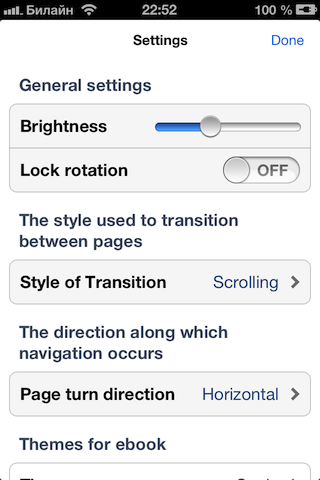 Билайн 22:52 100 %
Settings Done
General settings
Brightness
Lock rotation OFF
The style used to transition
between pages
Style of Transition Scrolling
The direction along which
navigation occurs
Page turn direction Horizontal
Themes for ebook